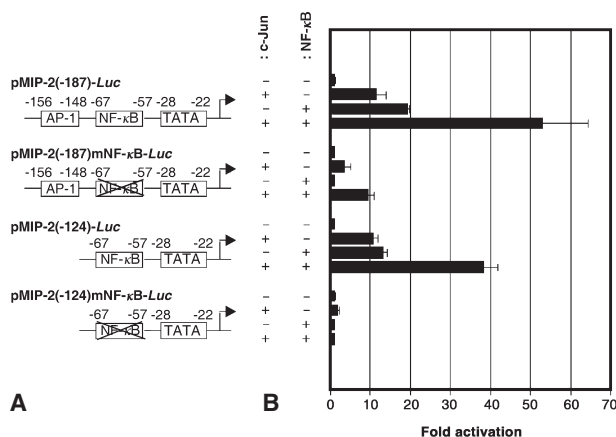 : c-Jun
: NF-κB
pMIP-2(-187)-Luc
-156 -148 -67 -57 -28 -22
AP-1 NF-κB TATA
− −
+ −
− +
+ +
pMIP-2(-187)mNF-κB-Luc
-156 -148 -67 -57 -28 -22
AP-1 NF-κB TATA
− −
+ −
− +
+ +
pMIP-2(-124)-Luc
-67 -57 -28 -22
NF-κB TATA
− −
+ −
− +
+ +
pMIP-2(-124)mNF-κB-Luc
-67 -57 -28 -22
NF-κB TATA
− −
+ −
− +
+ +
A
B
0 10 20 30 40 50 60 70
Fold activation